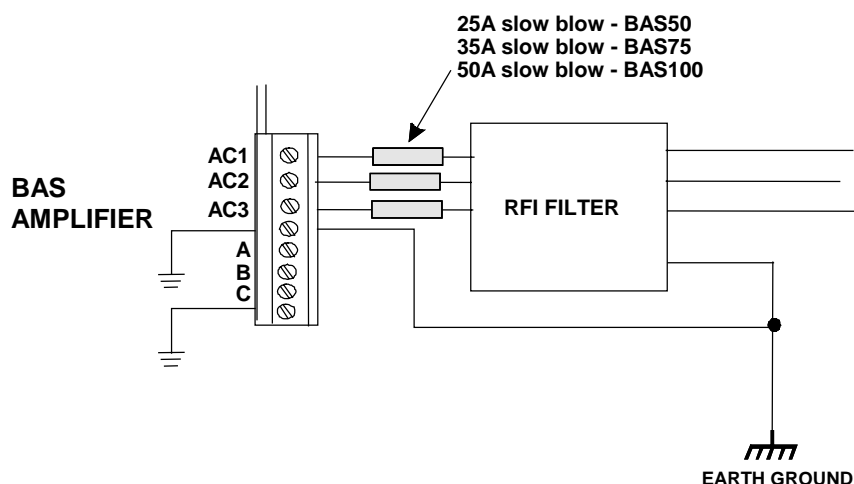 25A slow blow - BAS50
35A slow blow - BAS75
50A slow blow - BAS100
BAS
AMPLIFIER
AC1
AC2
AC3
A
B
C
RFI FILTER
EARTH GROUND